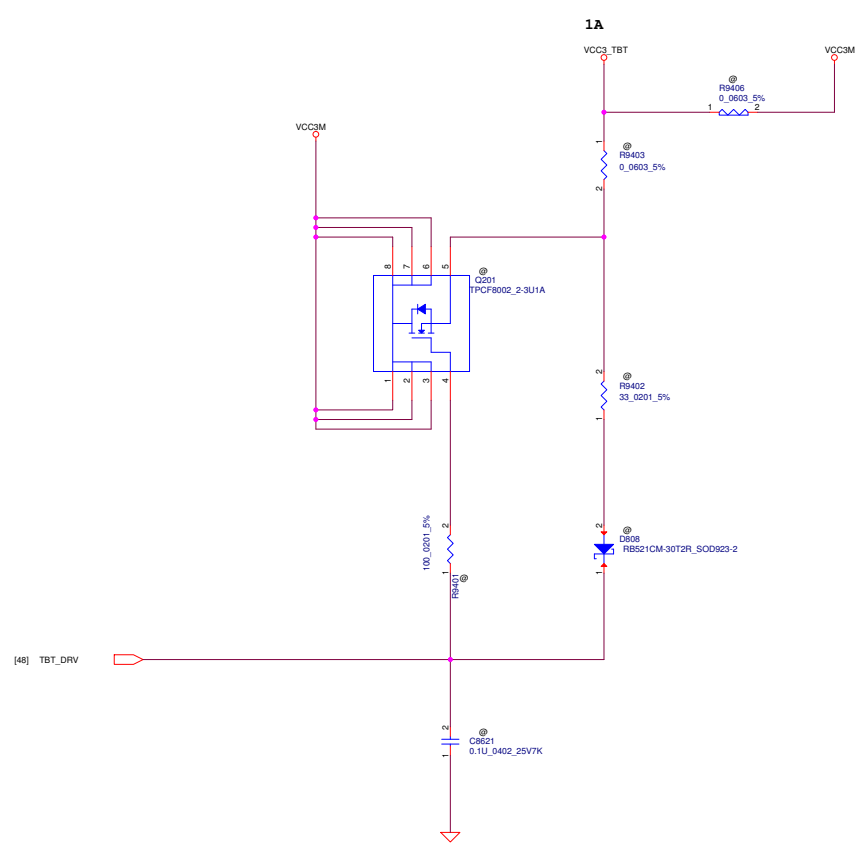 1A
VCC3_TBT
VCC3M
@
R9406
0_0603_5%
1
2
VCC3M
1
@
R9403
0_0603_5%
2
8
7
6
5
@
Q201
TPCF8002_2-3U1A
1
2
3
4
2
@
R9402
33_0201_5%
1
100_0201_5%
2
1
R9401
@
2
@
D808
RB521CM-30T2R_SOD923-2
1
[48] TBT_DRV
2
@
C8621
0.1U_0402_25V7K
1